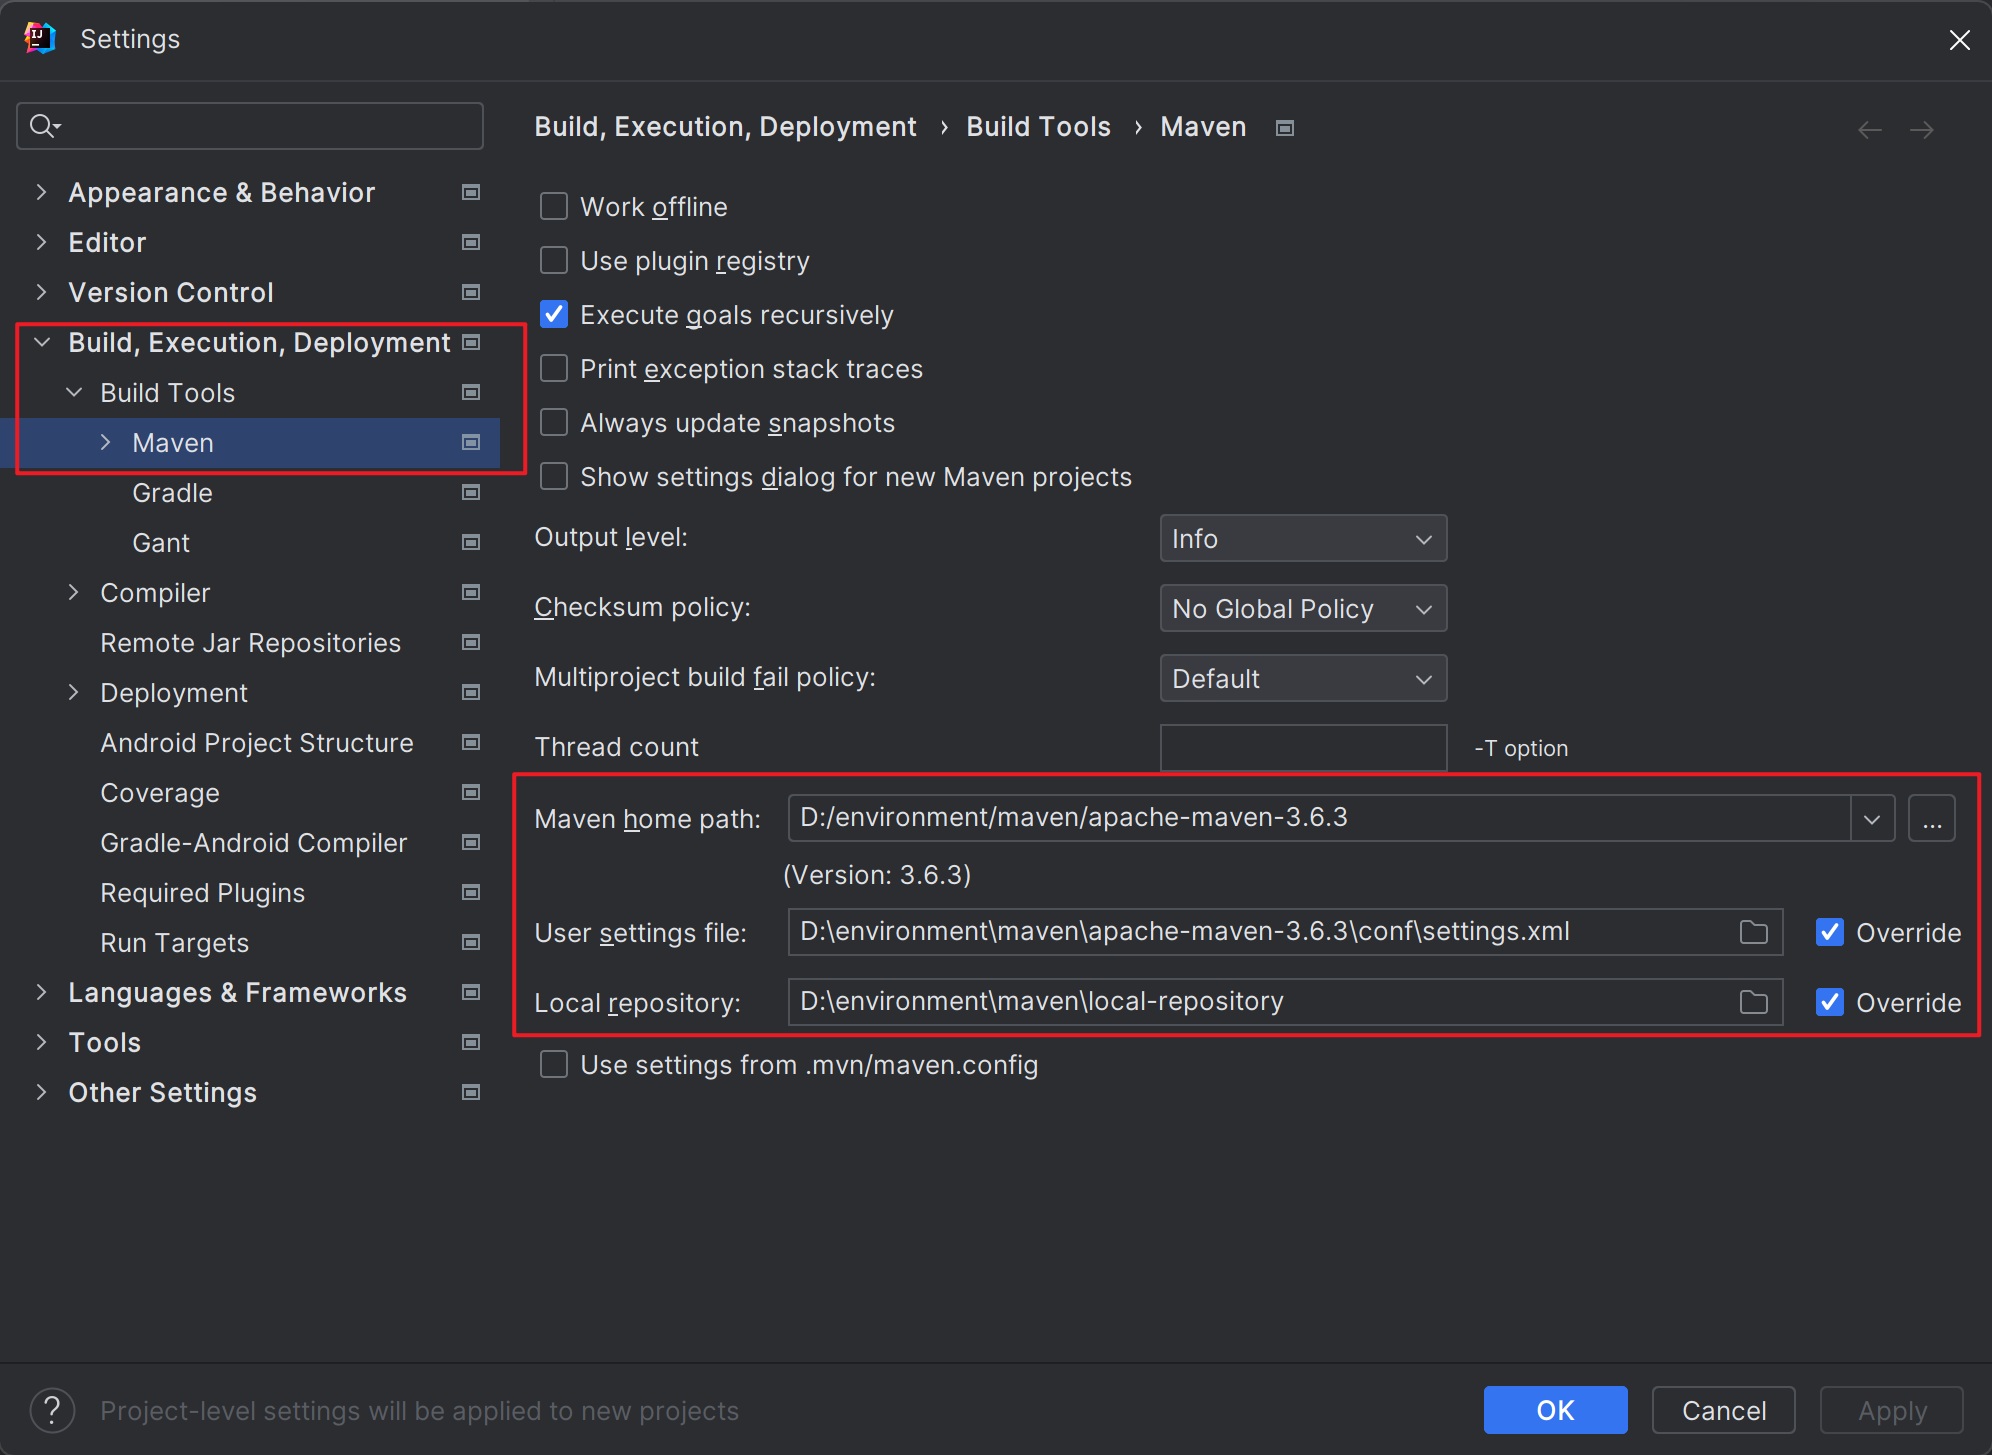 Settings
Appearance & Behavior
Editor
Version Control
Build, Execution, Deployment
Build Tools
Maven
Gradle
Gant
Compiler
Remote Jar Repositories
Deployment
Android Project Structure
Coverage
Gradle-Android Compiler
Required Plugins
Run Targets
Languages & Frameworks
Tools
Other Settings
Build, Execution, Deployment › Build Tools › Maven
Work offline
Use plugin registry
Execute goals recursively
Print exception stack traces
Always update snapshots
Show settings dialog for new Maven projects
Output level: Info
Checksum policy: No Global Policy
Multiproject build fail policy: Default
Thread count -T option
Maven home path: D:/environment/maven/apache-maven-3.6.3 ...
(Version: 3.6.3)
User settings file: D:\environment\maven\apache-maven-3.6.3\conf\settings.xml Override
Local repository: D:\environment\maven\local-repository Override
Use settings from .mvn/maven.config
? Project-level settings will be applied to new projects
OK Cancel Apply